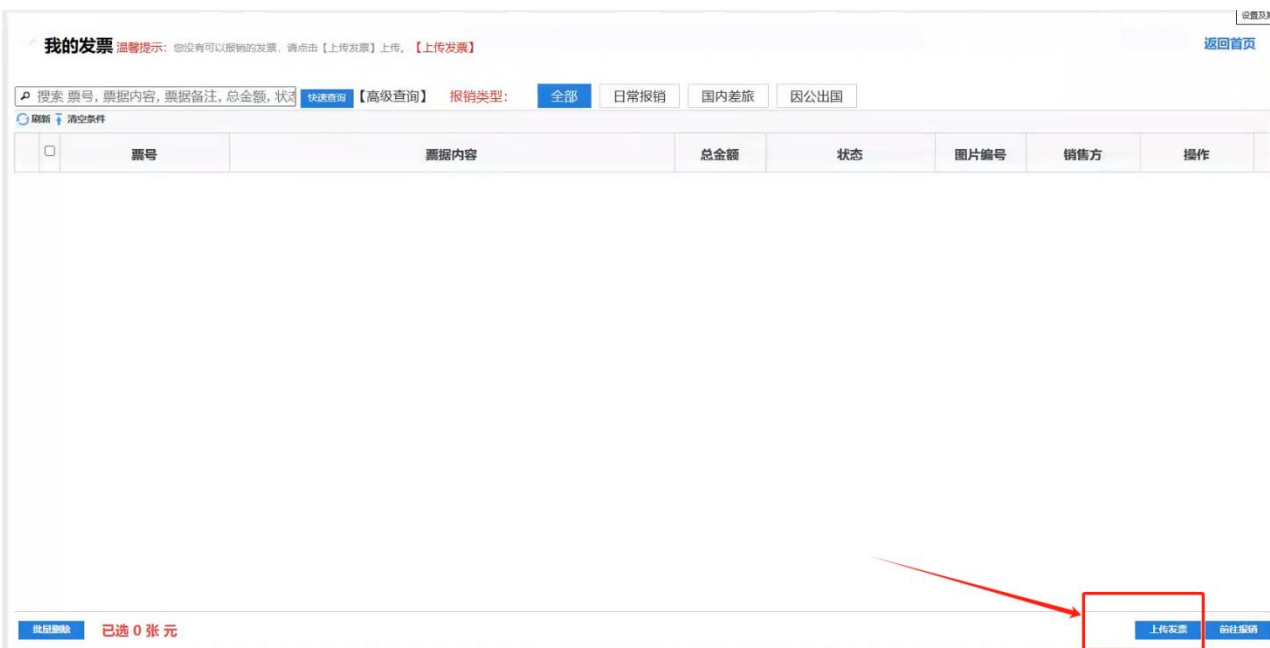 设置及
我的发票 温馨提示：您没有可以报销的发票，请点击【上传发票】上传。【上传发票】
返回首页
搜索 票号, 票据内容, 票据备注, 总金额, 状态 快速查询 【高级查询】 报销类型： 全部 日常报销 国内差旅 因公出国
刷新 清空条件
票号 票据内容 总金额 状态 图片编号 销售方 操作
批量删除 已选 0 张 元 上传发票 前往报销